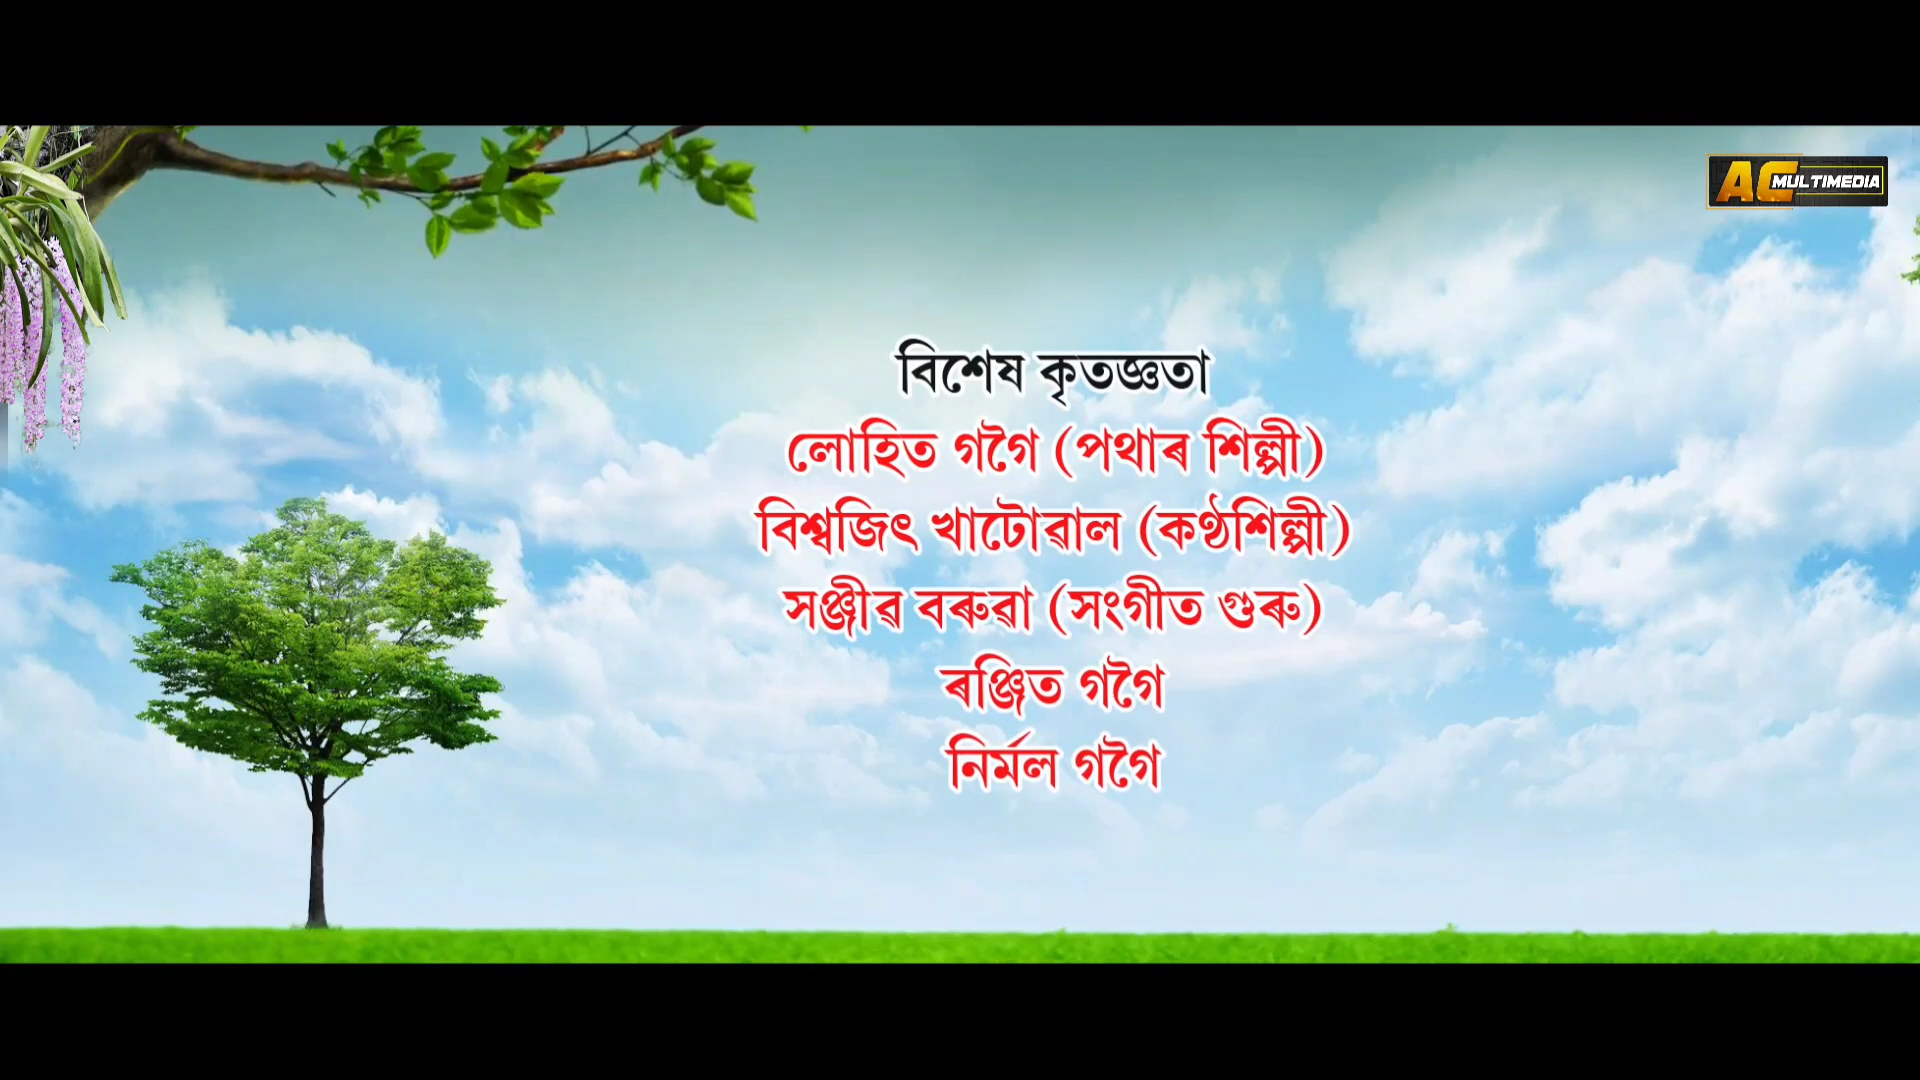 AC MULTIMEDIA
বিশেষ কৃতজ্ঞতা
লোহিত গগৈ (পথাৰ শিল্পী)
বিশ্বজিৎ খাটোৱাল (কণ্ঠশিল্পী)
সঞ্জীৱ বৰুৱা (সংগীত গুৰু)
ৰঞ্জিত গগৈ
নিৰ্মল গগৈ